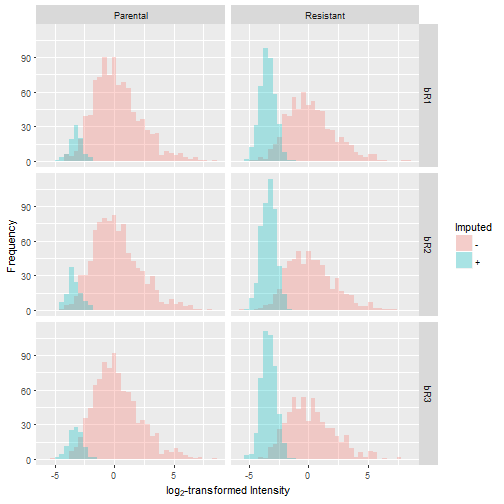 Parental
Resistant
90
60
30
0
bR1
90
60
30
0
bR2
90
60
30
0
bR3
-5
0
5
-5
0
5
Frequency
log2-transformed Intensity
Imputed
-
+